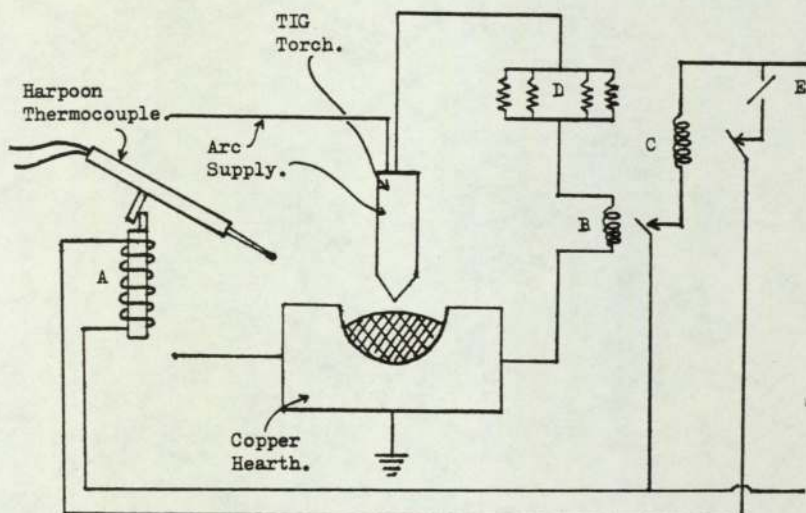 TIG
Torch.
Harpoon
Thermocouple
Arc
Supply.
D
E
C
B
A
Copper
Hearth.